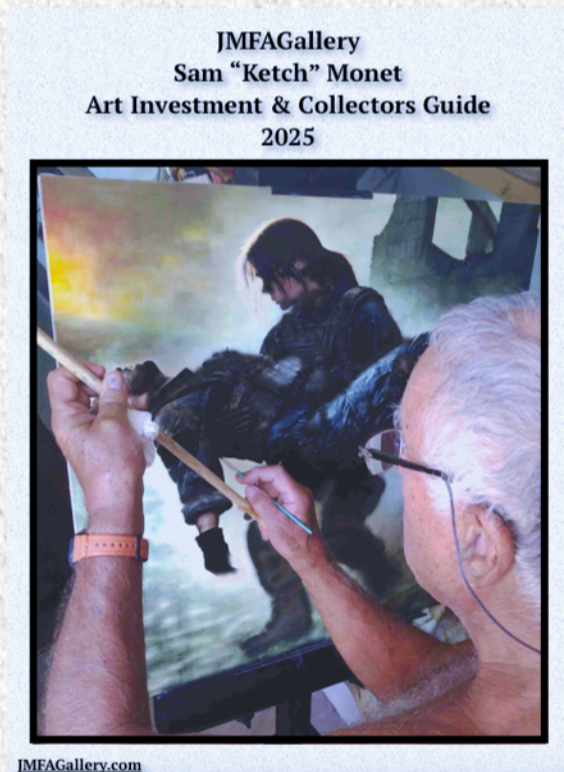 JMFAGallery
Sam “Ketch” Monet
Art Investment & Collectors Guide
2025
JMFAGallery.com